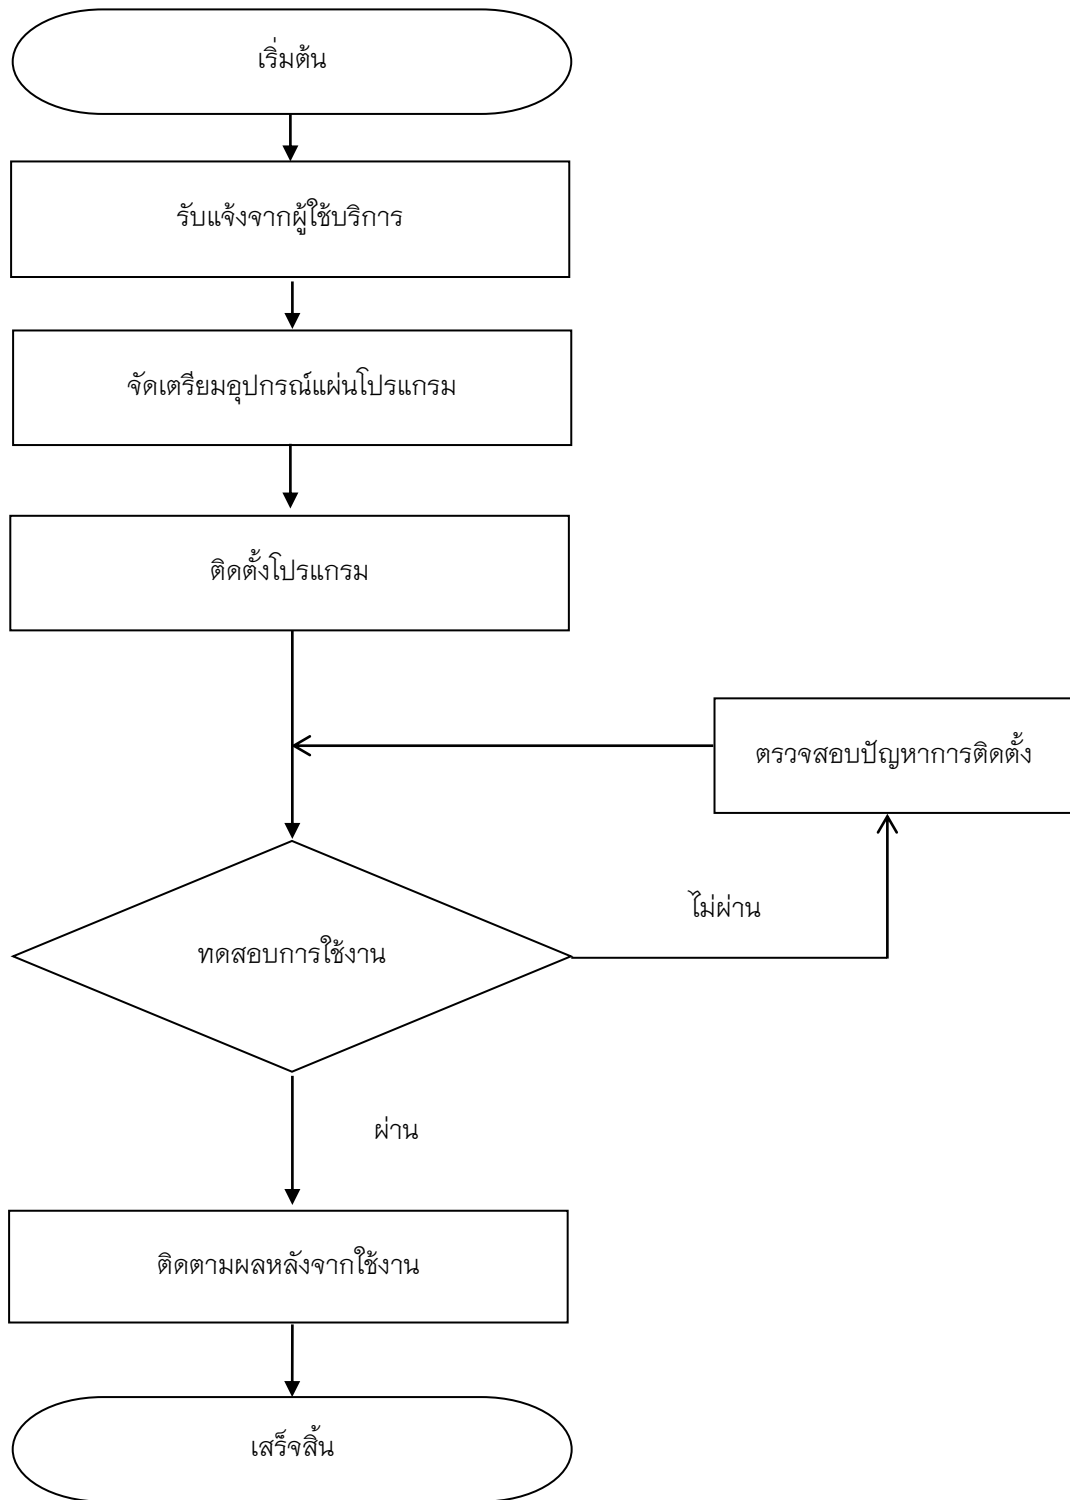 เริ่มต้น
รับแจ้งจากผู้ใช้บริการ
จัดเตรียมอุปกรณ์แผ่นโปรแกรม
ติดตั้งโปรแกรม
ตรวจสอบปัญหาการติดตั้ง
ไม่ผ่าน
ทดสอบการใช้งาน
ผ่าน
ติดตามผลหลังจากใช้งาน
เสร็จสิ้น